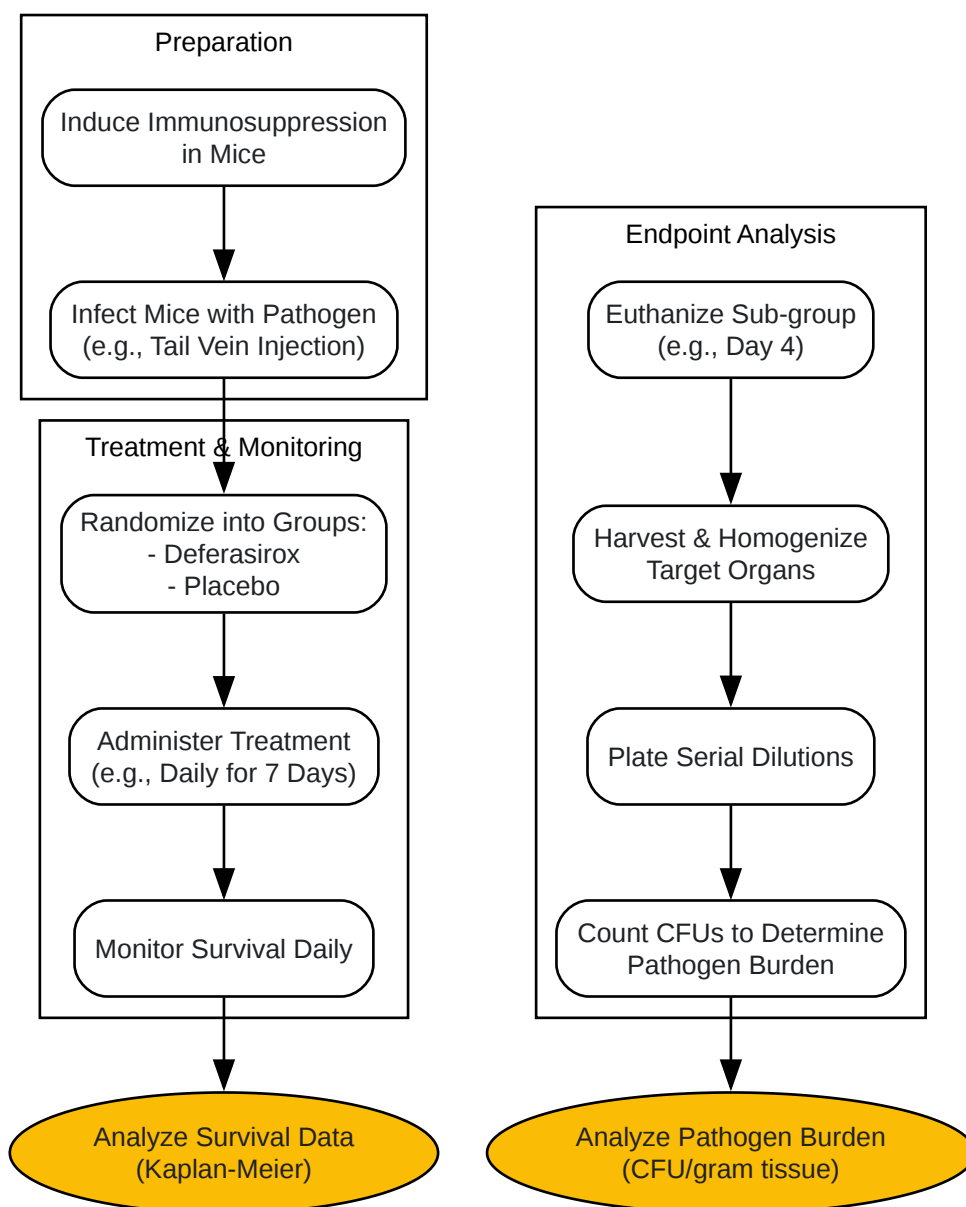 Preparation
Induce Immunosuppression
in Mice
Infect Mice with Pathogen
(e.g., Tail Vein Injection)
Treatment & Monitoring
Randomize into Groups:
- Deferasirox
- Placebo
Administer Treatment
(e.g., Daily for 7 Days)
Monitor Survival Daily
Analyze Survival Data
(Kaplan-Meier)
Endpoint Analysis
Euthanize Sub-group
(e.g., Day 4)
Harvest & Homogenize
Target Organs
Plate Serial Dilutions
Count CFUs to Determine
Pathogen Burden
Analyze Pathogen Burden
(CFU/gram tissue)